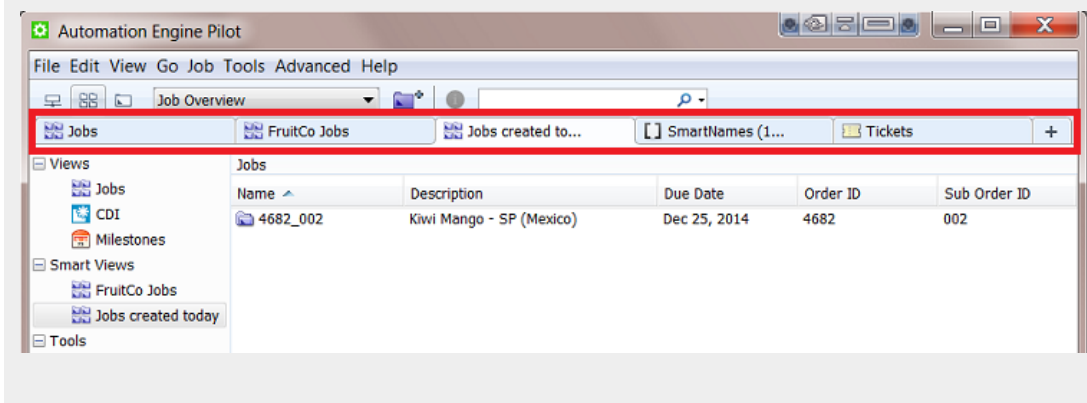 Automation Engine Pilot
File Edit View Go Job Tools Advanced Help
Job Overview
Jobs FruitCo Jobs Jobs created to... [ ] SmartNames (1... Tickets +
Views
Jobs
CDI
Milestones
Smart Views
FruitCo Jobs
Jobs created today
Tools
Jobs
Name Description Due Date Order ID Sub Order ID
4682_002 Kiwi Mango - SP (Mexico) Dec 25, 2014 4682 002